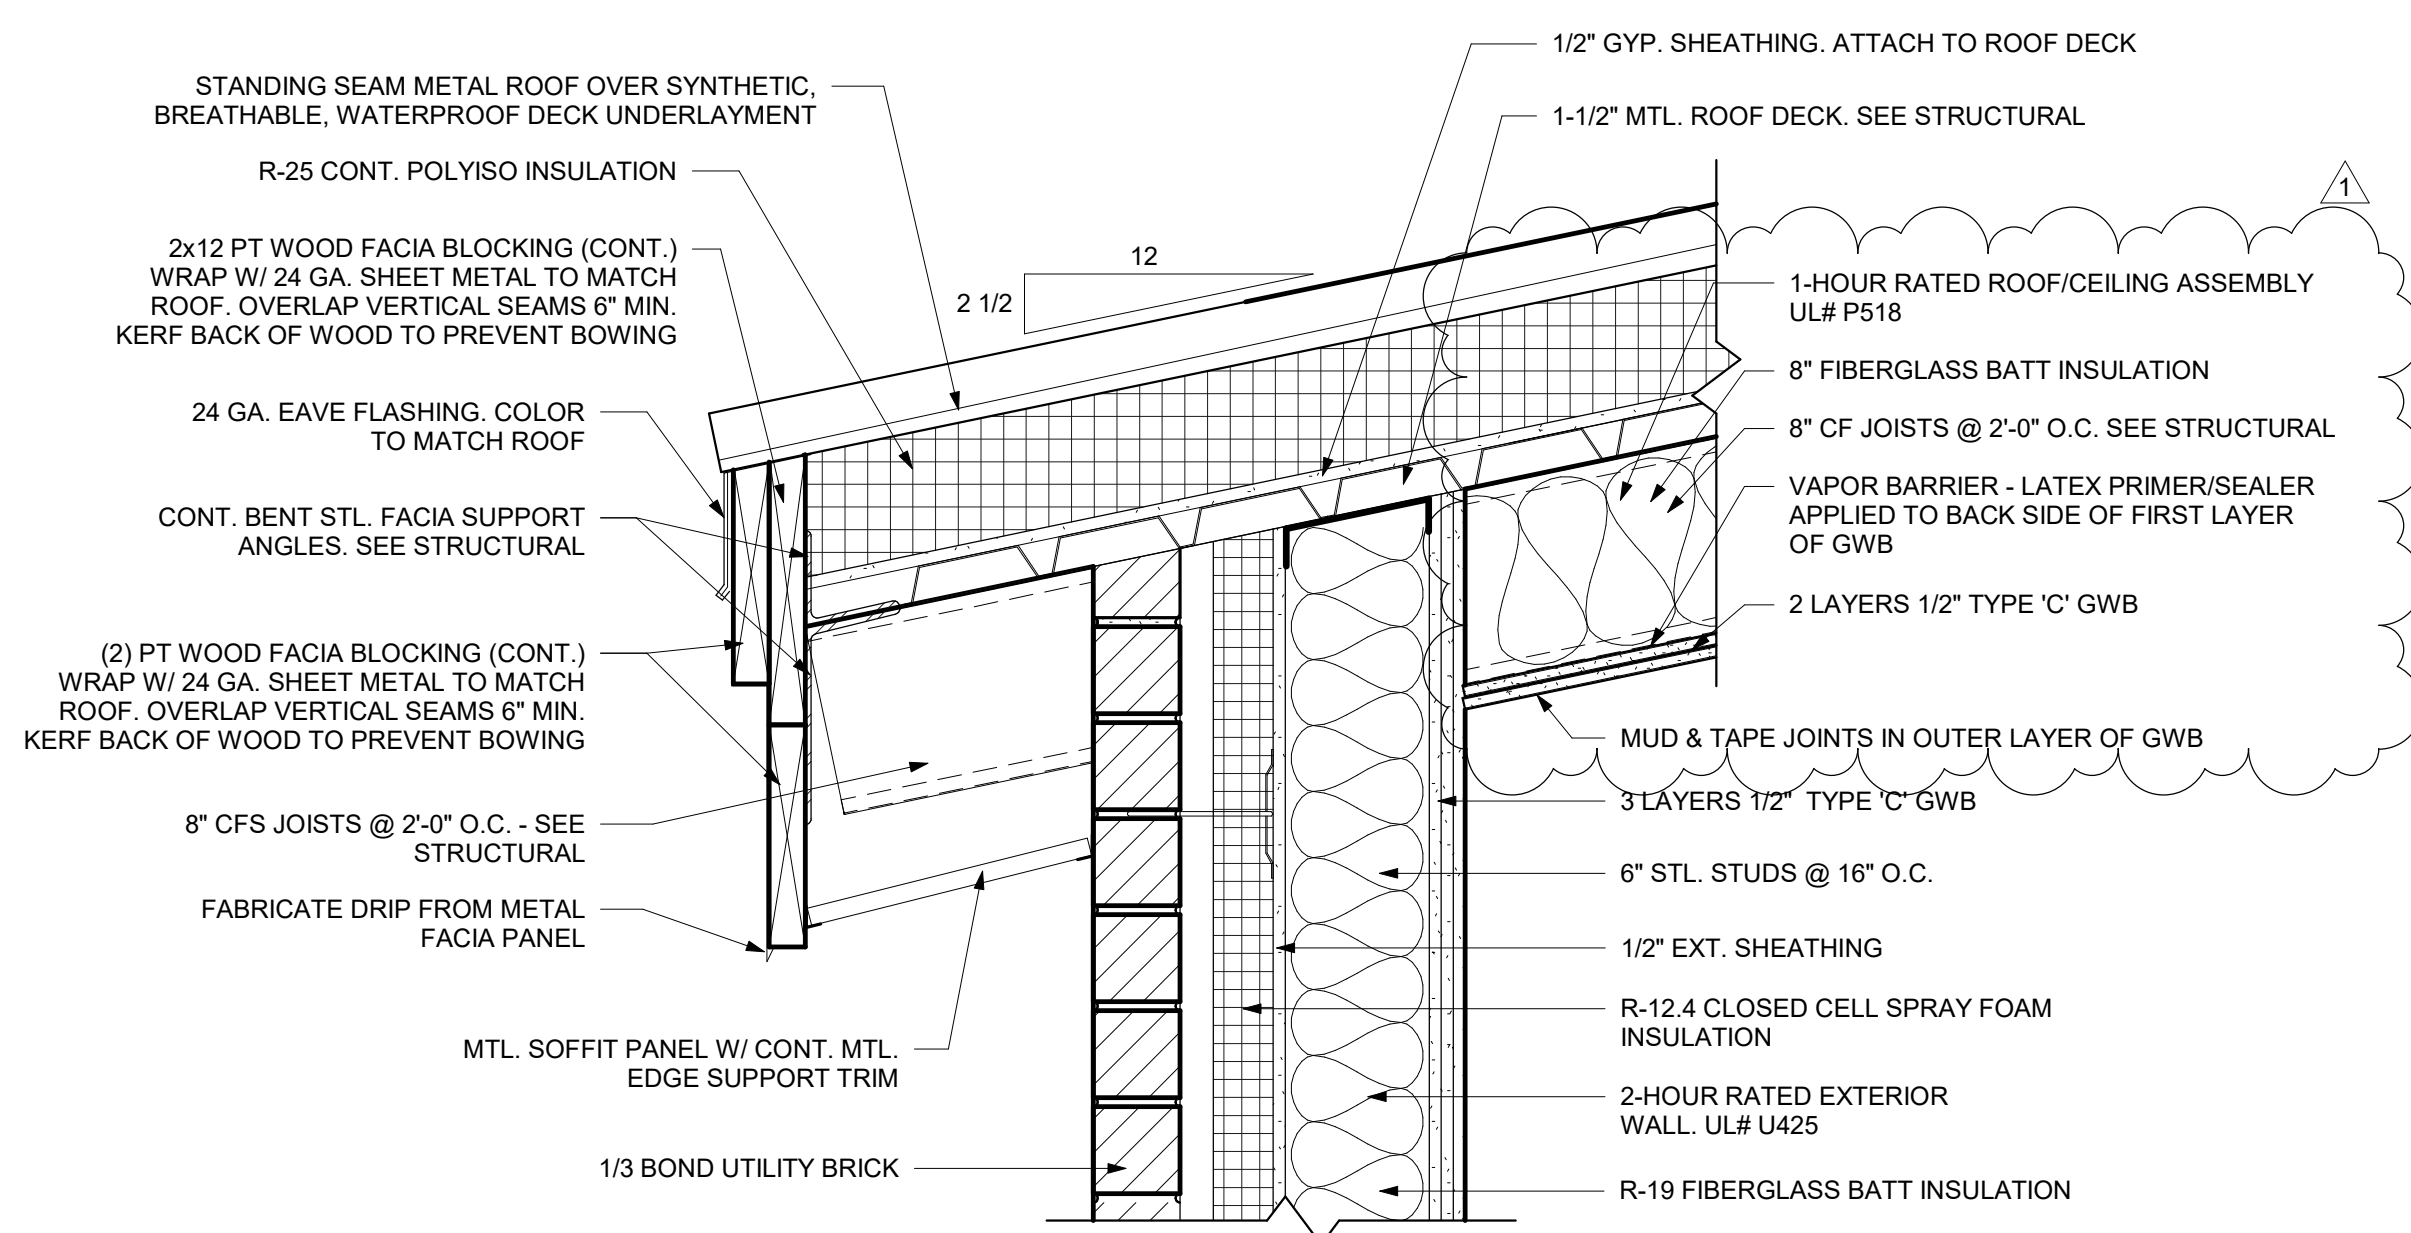 STANDING SEAM METAL ROOF OVER SYNTHETIC,
BREATHABLE, WATERPROOF DECK UNDERLAYMENT
R-25 CONT. POLYISO INSULATION
2x12 PT WOOD FACIA BLOCKING (CONT.)
WRAP W/ 24 GA. SHEET METAL TO MATCH
ROOF. OVERLAP VERTICAL SEAMS 6" MIN.
KERF BACK OF WOOD TO PREVENT BOWING
24 GA. EAVE FLASHING. COLOR
TO MATCH ROOF
CONT. BENT STL. FACIA SUPPORT
ANGLES. SEE STRUCTURAL
(2) PT WOOD FACIA BLOCKING (CONT.)
WRAP W/ 24 GA. SHEET METAL TO MATCH
ROOF. OVERLAP VERTICAL SEAMS 6" MIN.
KERF BACK OF WOOD TO PREVENT BOWING
8" CFS JOISTS @ 2'-0" O.C. - SEE
STRUCTURAL
FABRICATE DRIP FROM METAL
FACIA PANEL
MTL. SOFFIT PANEL W/ CONT. MTL.
EDGE SUPPORT TRIM
1/3 BOND UTILITY BRICK
12
2 1/2
1/2" GYP. SHEATHING. ATTACH TO ROOF DECK
1-1/2" MTL. ROOF DECK. SEE STRUCTURAL
1
1-HOUR RATED ROOF/CEILING ASSEMBLY
UL# P518
8" FIBERGLASS BATT INSULATION
8" CF JOISTS @ 2'-0" O.C. SEE STRUCTURAL
VAPOR BARRIER - LATEX PRIMER/SEALER
APPLIED TO BACK SIDE OF FIRST LAYER
OF GWB
2 LAYERS 1/2" TYPE 'C' GWB
MUD & TAPE JOINTS IN OUTER LAYER OF GWB
3 LAYERS 1/2" TYPE 'C' GWB
6" STL. STUDS @ 16" O.C.
1/2" EXT. SHEATHING
R-12.4 CLOSED CELL SPRAY FOAM
INSULATION
2-HOUR RATED EXTERIOR
WALL. UL# U425
R-19 FIBERGLASS BATT INSULATION